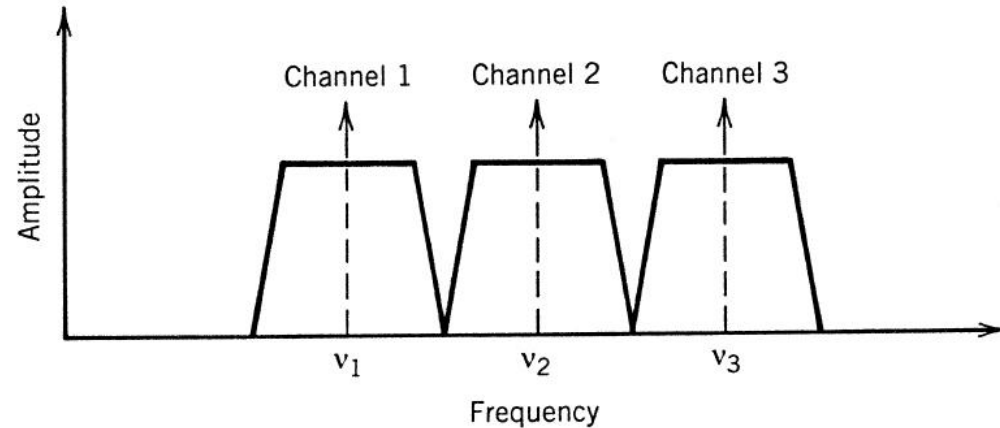 Channel 1
Channel 2
Channel 3
Amplitude
ν1
ν2
ν3
Frequency